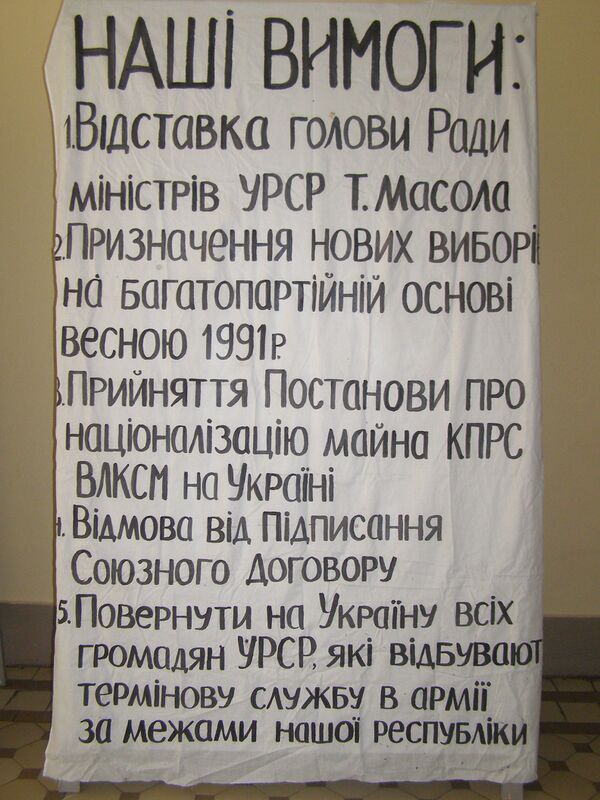 НАШІ ВИМОГИ:
1.Відставка голови Ради
міністрів УРСР Т.Масола
2.Призначення нових виборі
на багатопартійній основі
весною 1991р.
3.Прийняття Постанови про
націоналізацію майна КПРС
ВЛКСМ на Україні
4. Відмова від підписання
Союзного договору
5.Повернути на Україну всіх
громадян УРСР, які відбувают
термінову службу в армії
за межами нашої республіки